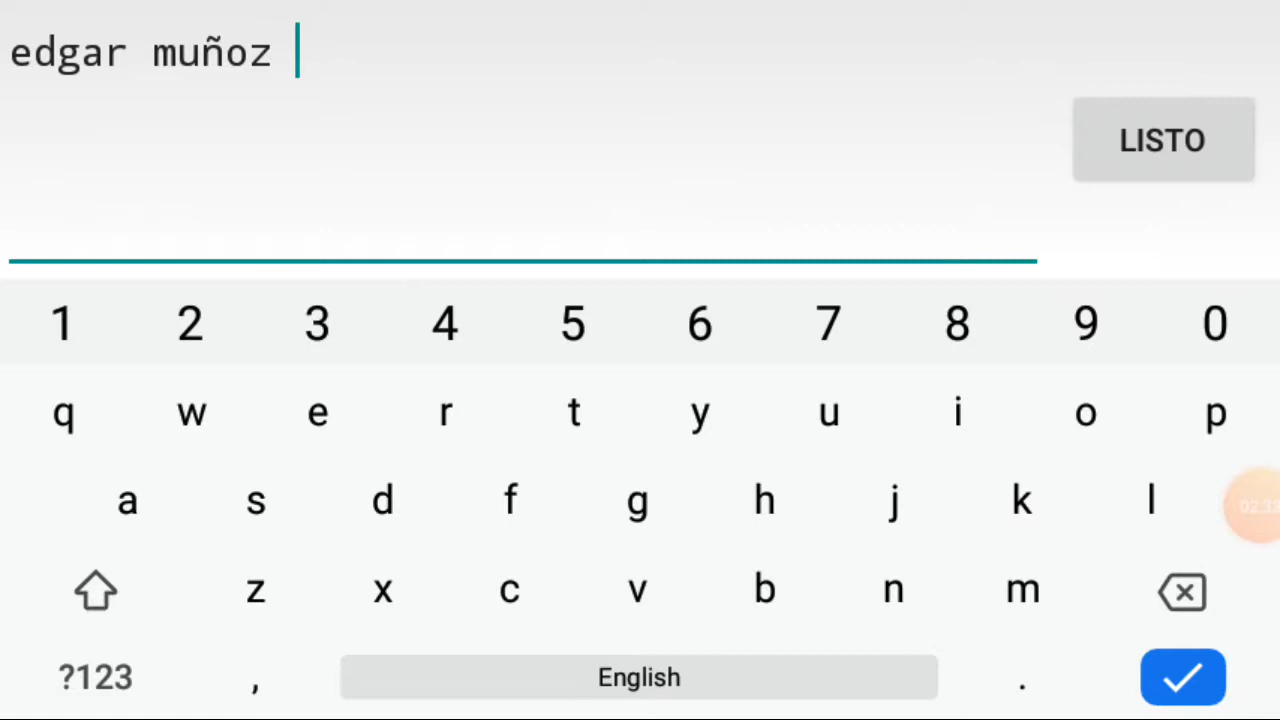 edgar muñoz
LISTO
1 2 3 4 5 6 7 8 9 0
q w e r t y u i o p
a s d f g h j k l
z x c v b n m
?123 , English .